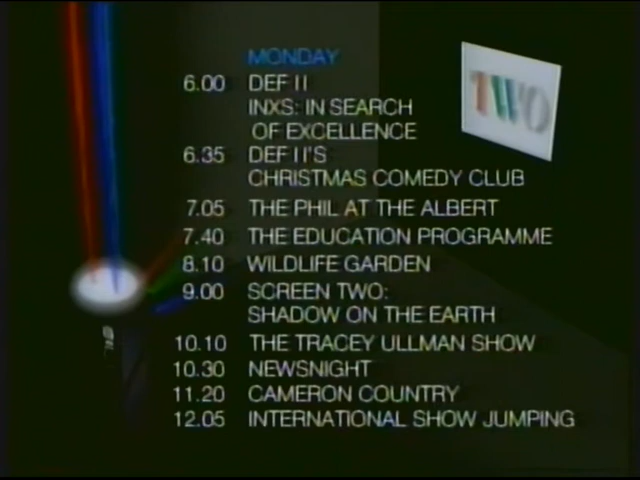 MONDAY
TWO
6.00 DEF II
INXS: IN SEARCH
OF EXCELLENCE
6.35 DEF II'S
CHRISTMAS COMEDY CLUB
7.05 THE PHIL AT THE ALBERT
7.40 THE EDUCATION PROGRAMME
8.10 WILDLIFE GARDEN
9.00 SCREEN TWO:
SHADOW ON THE EARTH
10.10 THE TRACEY ULLMAN SHOW
10.30 NEWSNIGHT
11.20 CAMERON COUNTRY
12.05 INTERNATIONAL SHOW JUMPING